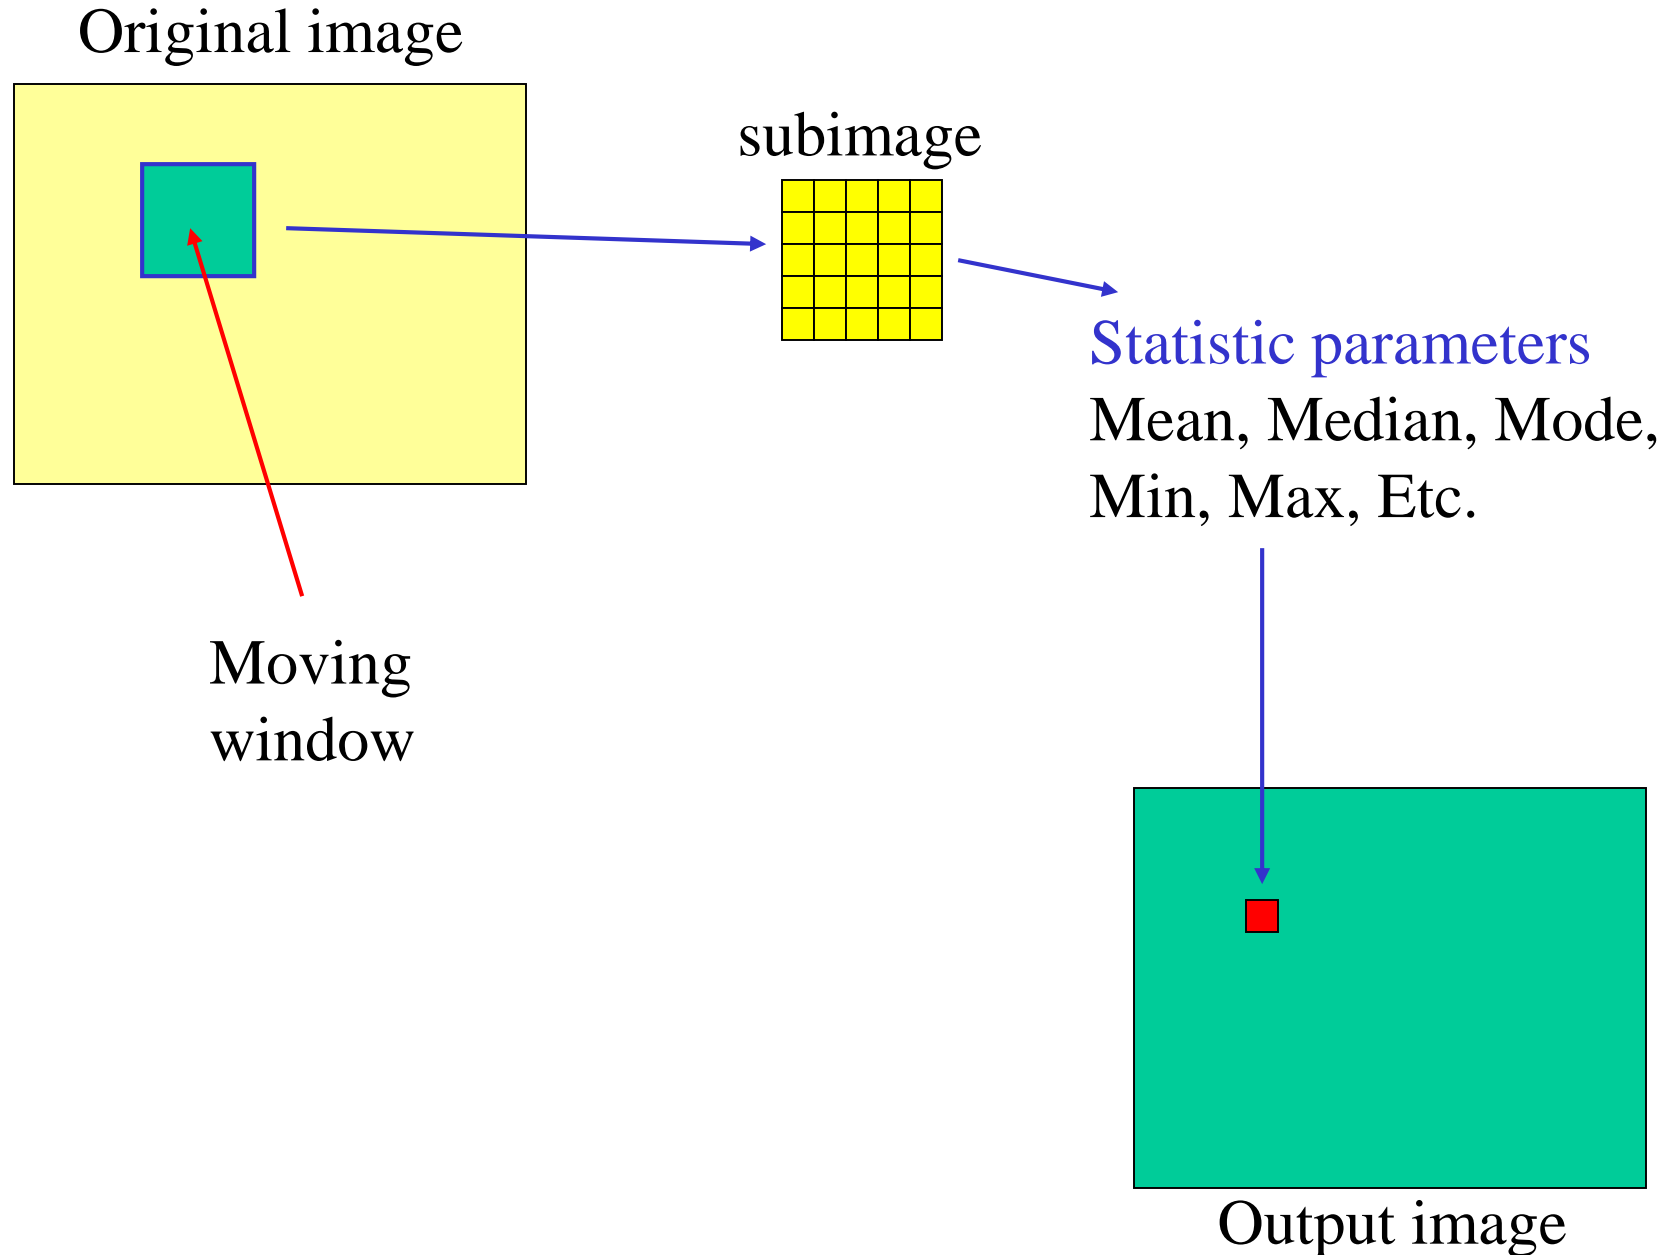 Original image
subimage
Statistic parameters
Mean, Median, Mode,
Min, Max, Etc.
Moving
window
Output image